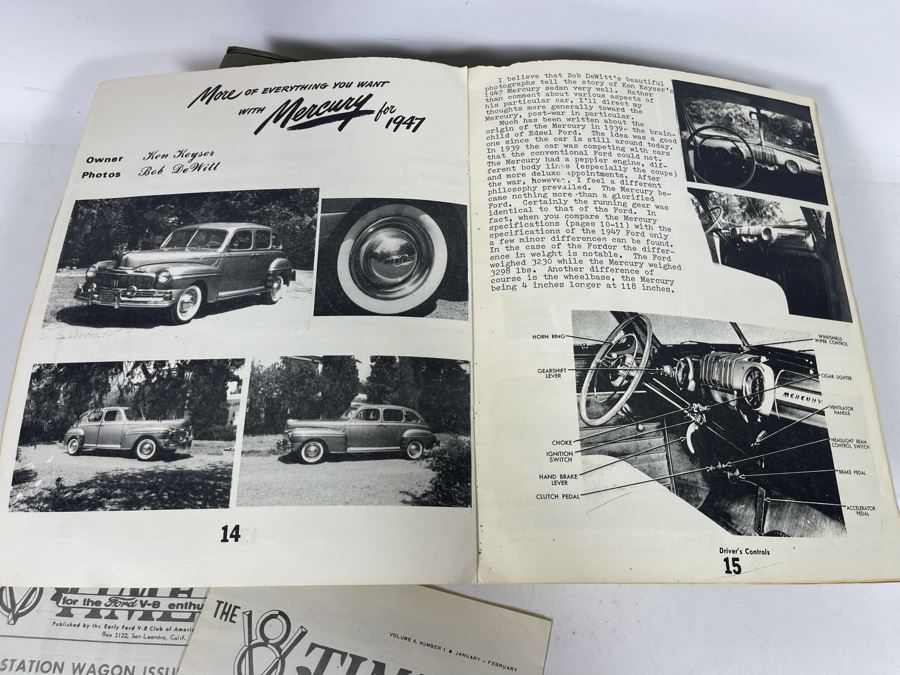 More OF EVERYTHING YOU WANT
WITH Mercury for
1947
Owner Ken Keyser
Photos Bob DeWitt
14
I believe that Bob DeWitt's beautiful
photographs tell the story of Ken Keyser's
1947 Mercury sedan very well. Rather
than comment about various aspects of
his particular car, I'll direct my
thoughts more generally toward the
Mercury, post-war in particular.
Much has been written about the
origin of the Mercury in 1939- the brain-
child of Edsel Ford. The idea was a good
one since the car is still around today.
In 1939 the car was competing with cars
that the conventional Ford could not.
The Mercury had a peppier engine, dif-
ferent body lines (especially the coupe)
and more deluxe appointments. After
the war, however, I feel a different
philosophy prevailed. The Mercury be-
came nothing more than a glorified
Ford. Certainly the running gear was
identical to that of the Ford. In
fact, when you compare the Mercury
specifications (pages 10-11) with the
specifications of the 1947 Ford only
a few minor differences can be found.
In the case of the Fordor the differ-
ence in weight is notable. The Ford
weighed 3230 while the Mercury weighed
3298 lbs. Another difference of
course is the wheelbase, the Mercury
being 4 inches longer at 118 inches.
HORN RING
GEARSHIFT
LEVER
CHOKE
IGNITION
SWITCH
HAND BRAKE
LEVER
CLUTCH PEDAL
WINDSHIELD
WIPER CONTROL
CIGAR LIGHTER
MERCURY
VENTILATOR
HANDLE
HEADLIGHT BEAM
CONTROL SWITCH
BRAKE PEDAL
ACCELERATOR
PEDAL
Driver's Controls
15
TIME
for the Ford V-8 enthu
Published by the Early Ford V-8 Club of Americ
Box 2122, San Leandro, Calif.
STATION WAGON ISSU
THE
V8 TIM
VOLUME 4, NUMBER 1 • JANUARY - FEBRUARY